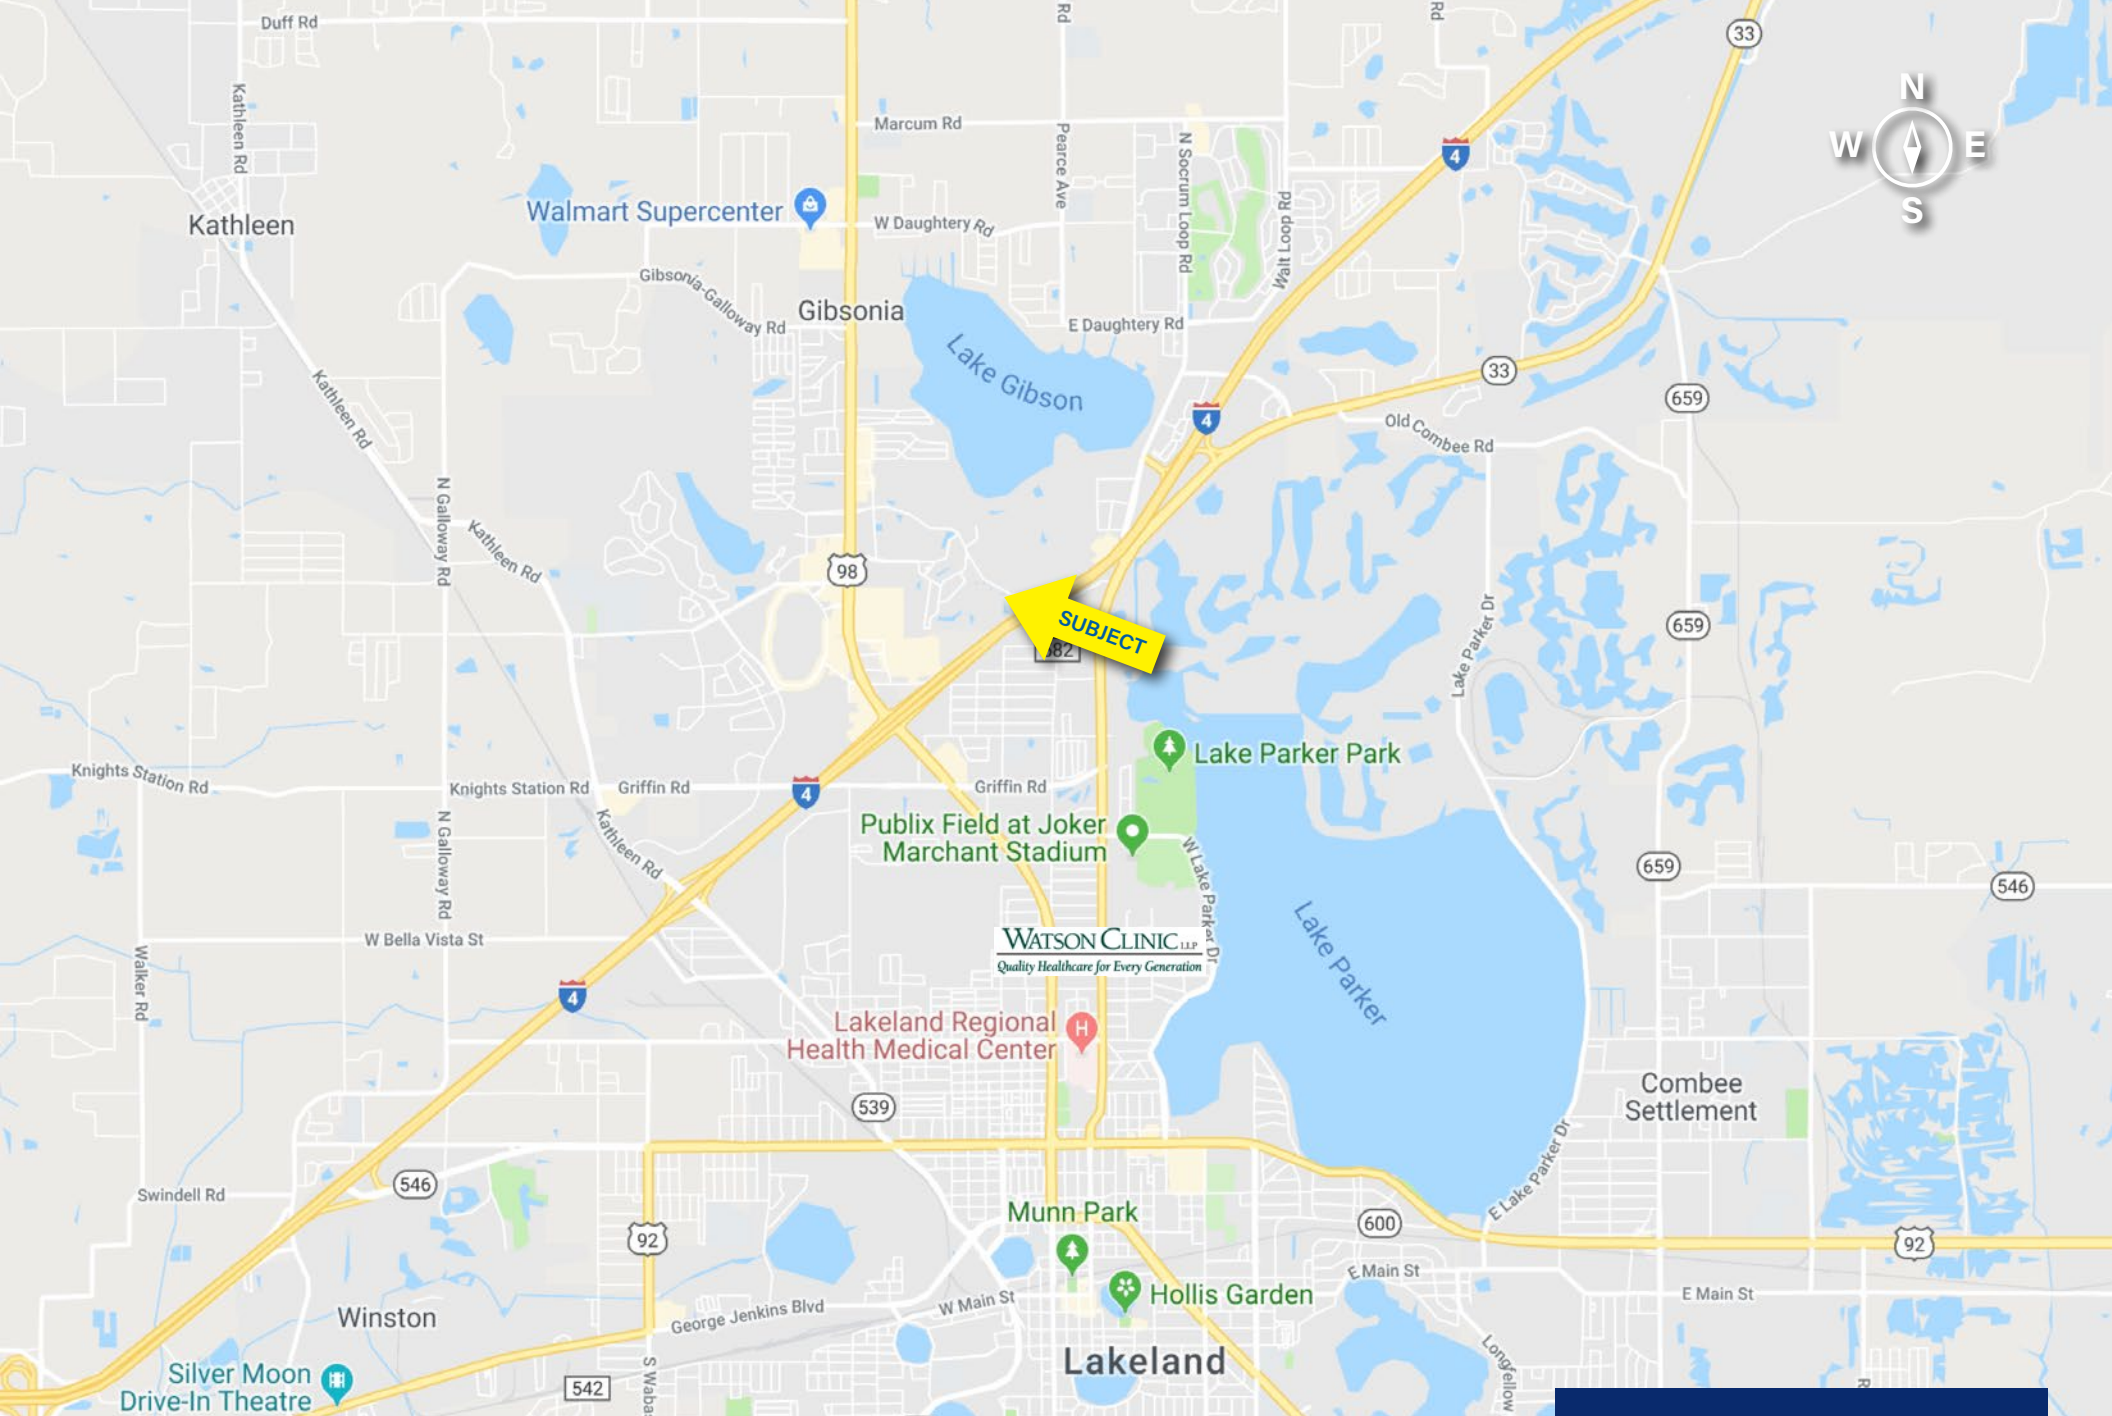 Duff Rd
Rd
Rd
33
N
W
E
S
Kathleen Rd
Marcum Rd
Pearce Ave
N Socrum Loop Rd
4
Walmart Supercenter
Kathleen
W Daughtery Rd
Walt Loop Rd
Gibsonia-Galloway Rd
Gibsonia
E Daughtery Rd
Lake Gibson
33
659
Kathleen Rd
4
Old Combee Rd
N Galloway Rd
Kathleen Rd
98
SUBJECT
Lake Parker Dr
659
Lake Parker Park
Knights Station Rd
Knights Station Rd
Griffin Rd
4
Griffin Rd
Publix Field at Joker
Marchant Stadium
N Galloway Rd
Kathleen Rd
W Lake Parker Dr
659
546
W Bella Vista St
WATSON CLINIC LLP
Quality Healthcare for Every Generation
Lake Parker
Walker Rd
4
Lakeland Regional
Health Medical Center
H
539
Combee
Settlement
E Lake Parker Dr
546
Swindell Rd
Munn Park
600
92
92
E Main St
Hollis Garden
E Main St
W Main St
George Jenkins Blvd
Winston
Lakeland
Longfellow
Silver Moon
Drive-In Theatre
542